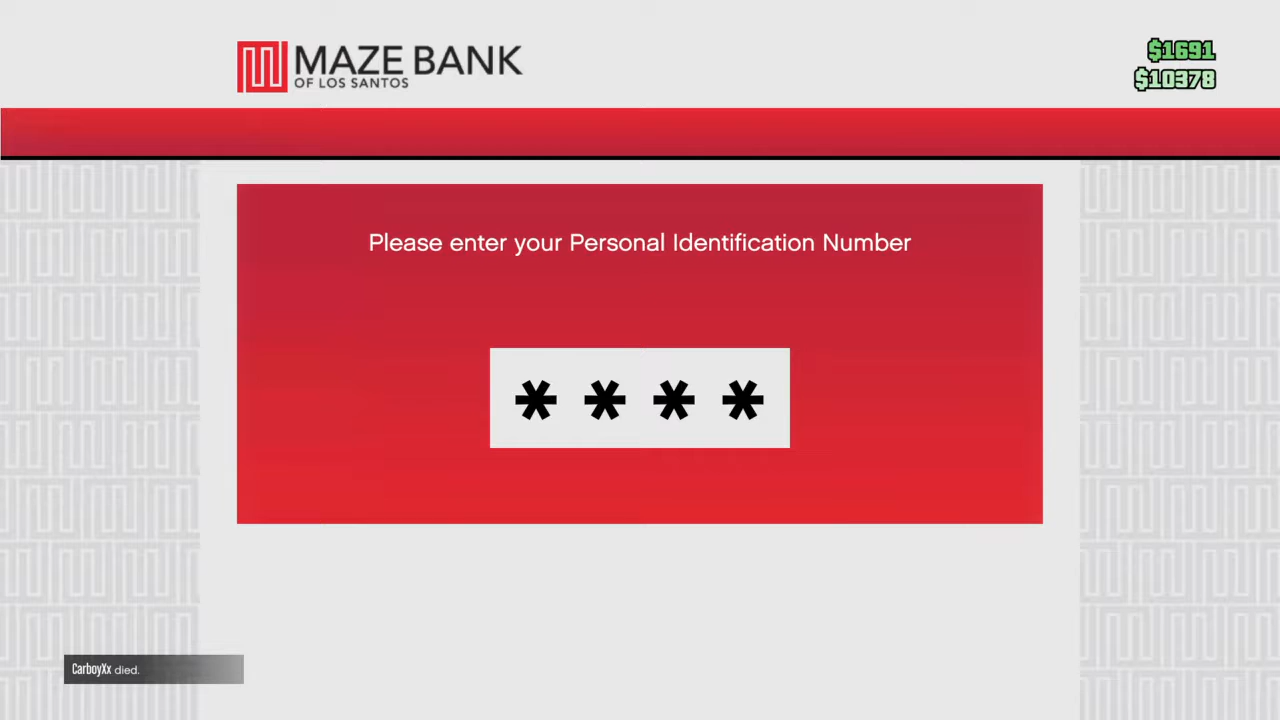 MAZE BANK
OF LOS SANTOS
$1691
$10378
Please enter your Personal Identification Number
* * * *
CarboyXx died.